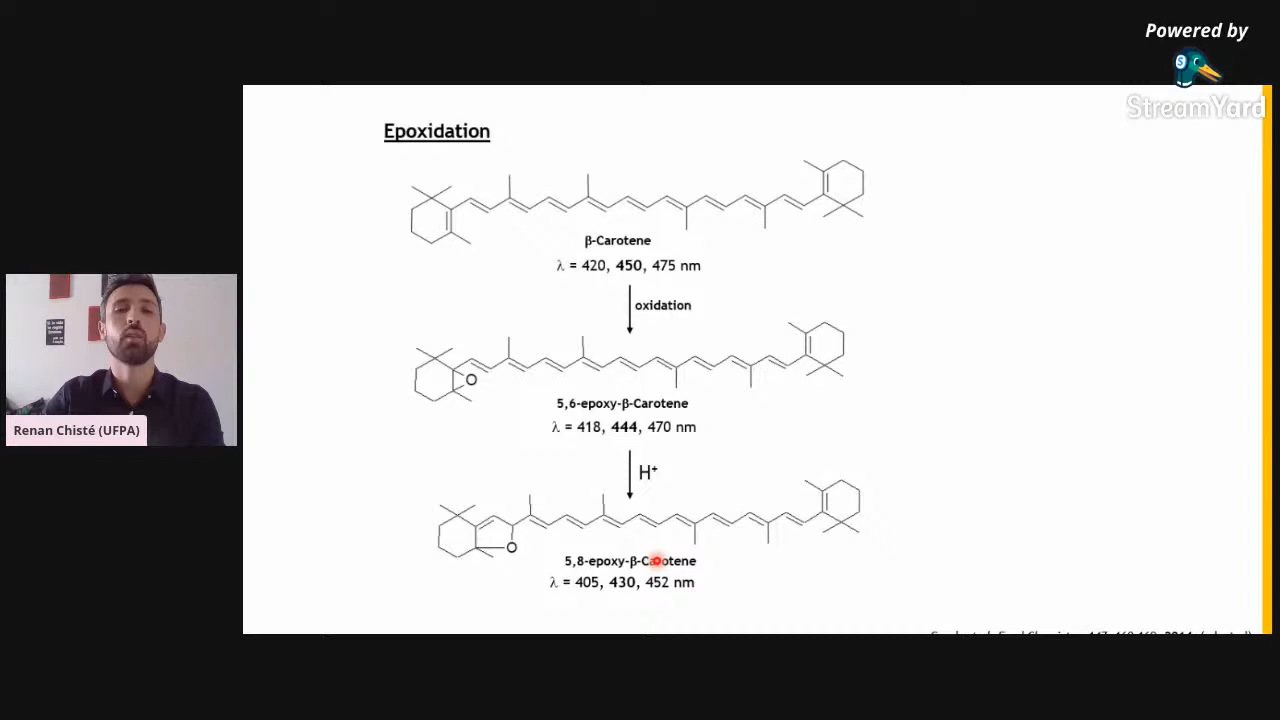 Powered by
StreamYard
Epoxidation
β-Carotene
λ = 420, 450, 475 nm
oxidation
O
5,6-epoxy-β-Carotene
λ = 418, 444, 470 nm
H⁺
O
5,8-epoxy-β-Carotene
λ = 405, 430, 452 nm
Renan Chisté (UFPA)